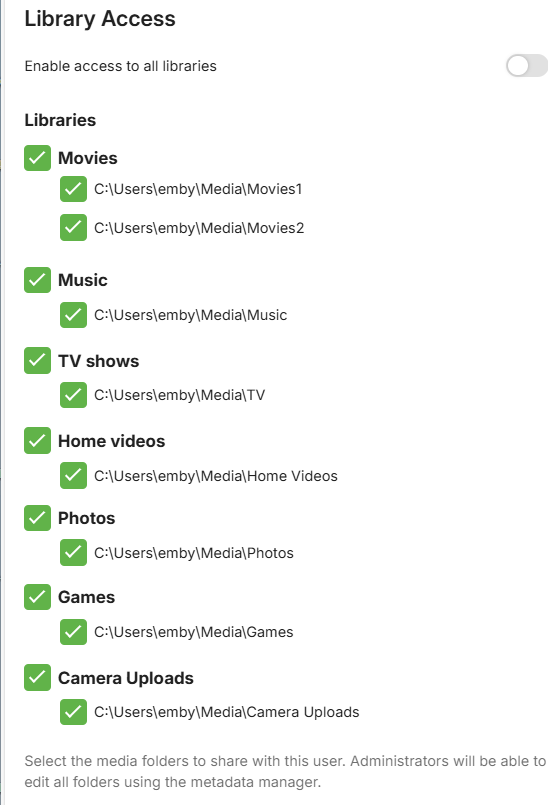 Library Access
Enable access to all libraries
Libraries
Movies
C:\Users\emby\Media\Movies1
C:\Users\emby\Media\Movies2
Music
C:\Users\emby\Media\Music
TV shows
C:\Users\emby\Media\TV
Home videos
C:\Users\emby\Media\Home Videos
Photos
C:\Users\emby\Media\Photos
Games
C:\Users\emby\Media\Games
Camera Uploads
C:\Users\emby\Media\Camera Uploads
Select the media folders to share with this user. Administrators will be able to
edit all folders using the metadata manager.